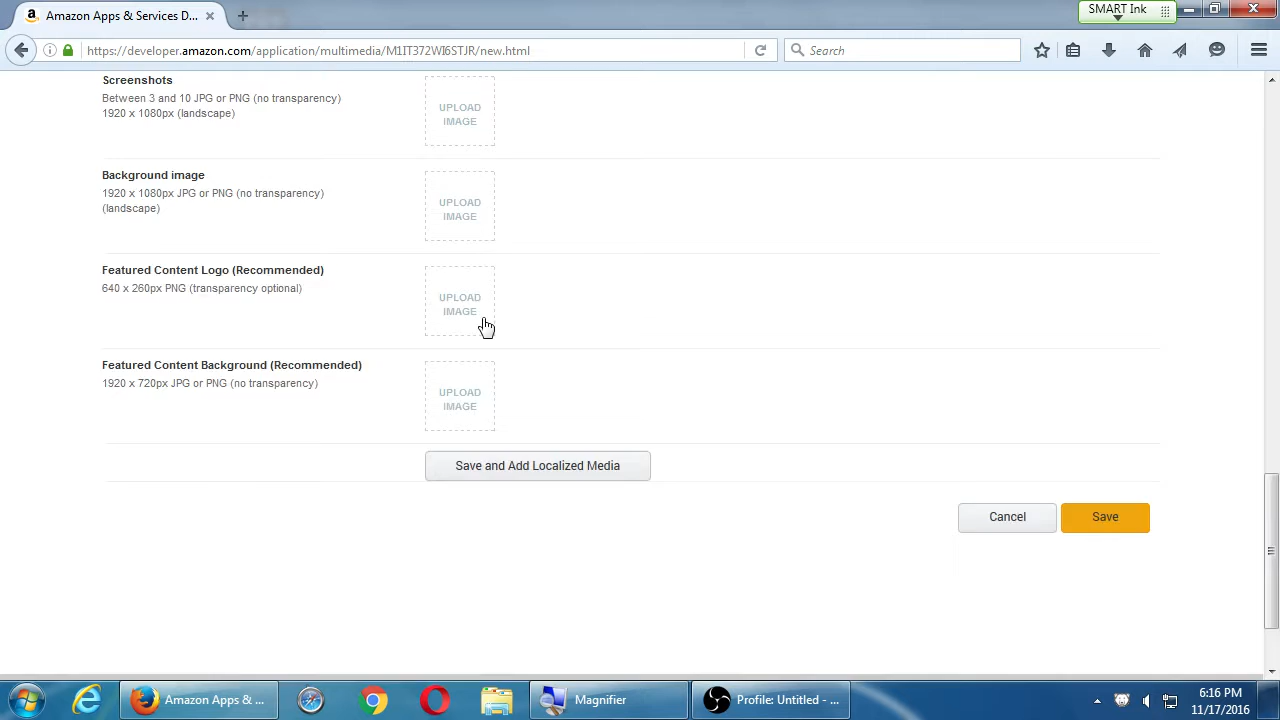 Amazon Apps & Services D...
SMART Ink
https://developer.amazon.com/application/multimedia/M1IT372WI6STJR/new.html
Search
Screenshots
Between 3 and 10 JPG or PNG (no transparency)
1920 x 1080px (landscape)
UPLOAD
IMAGE
Background image
1920 x 1080px JPG or PNG (no transparency)
(landscape)
UPLOAD
IMAGE
Featured Content Logo (Recommended)
640 x 260px PNG (transparency optional)
UPLOAD
IMAGE
Featured Content Background (Recommended)
1920 x 720px JPG or PNG (no transparency)
UPLOAD
IMAGE
Save and Add Localized Media
Cancel
Save
Amazon Apps & ...
Magnifier
Profile: Untitled - ...
6:16 PM
11/17/2016